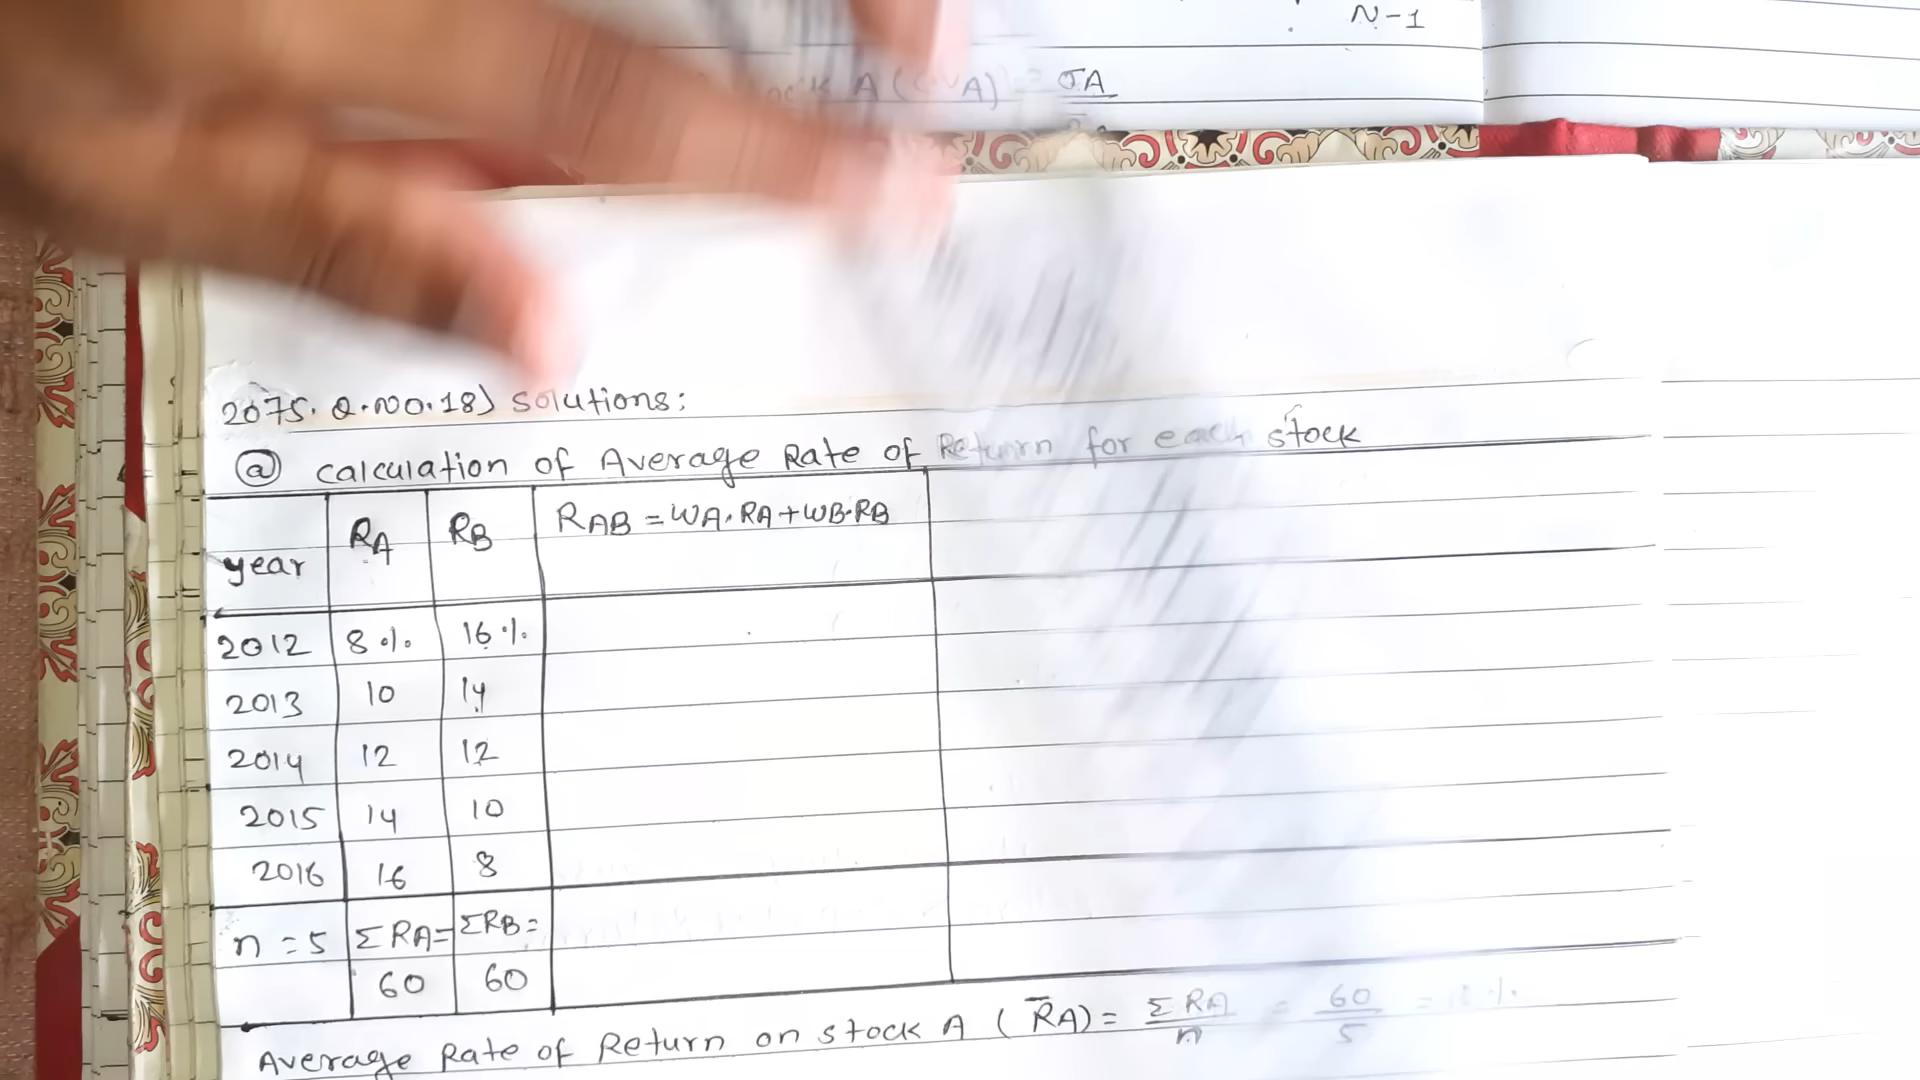 N-1
A ( A) = σA
2075. Q.NO.18) solutions:
ⓐ calculation of Average Rate of Return for each stock
year RA RB RAB = WA.RA+WB.RB
2012 8% 16%
2013 10 14
2014 12 12
2015 14 10
2016 16 8
n = 5 ΣRA= ΣRB=
60 60
Average Rate of Return on stock A (R̄A) = ΣRA/n = 60/5 =